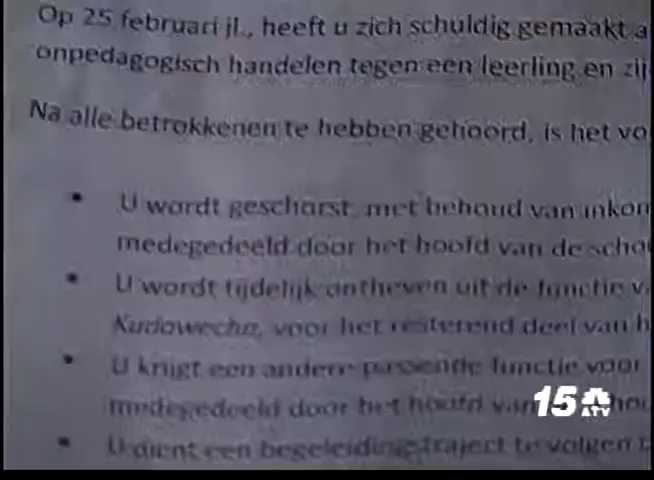 Op 25 februari jl., heeft u zich schuldig gemaakt a
onpedagogisch handelen tegen een leerling en zij
Na alle betrokkenen te hebben gehoord, is het vo
• U wordt geschorst, met behoud van inkom
medegedeeld door het hoofd van de scho
• U wordt tijdelijk ontheven uit de functie v
Kudawecha, voor het resterend deel van h
• U krijgt een andere passende functie voor
medegedeeld door het hoofd van hou
• U dient een begeleidingstraject te volgen
15 ATV